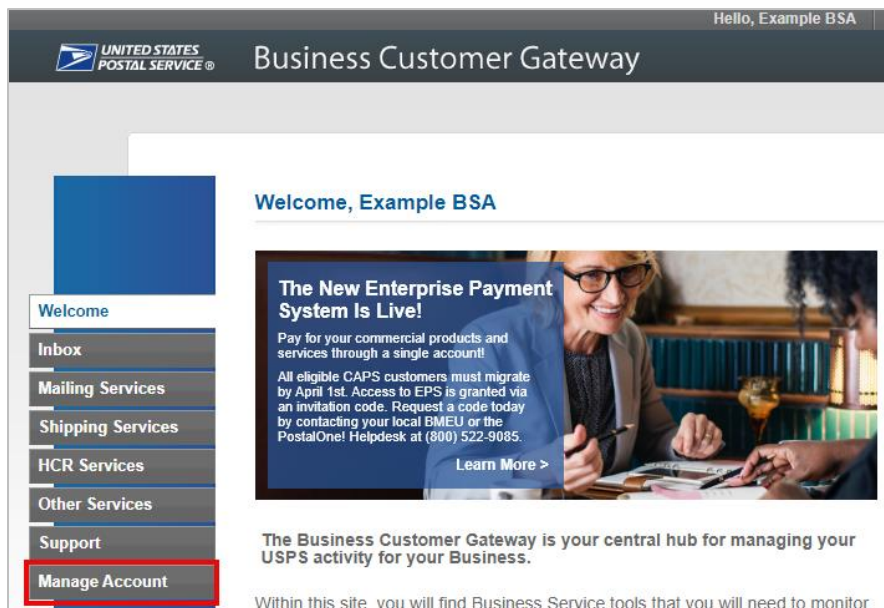 Hello, Example BSA
UNITED STATES
POSTAL SERVICE ®
Business Customer Gateway
Welcome, Example BSA
The New Enterprise Payment
System Is Live!
Pay for your commercial products and
services through a single account!
All eligible CAPS customers must migrate
by April 1st. Access to EPS is granted via
an invitation code. Request a code today
by contacting your local BMEU or the
PostalOne! Helpdesk at (800) 522-9085.
Learn More >
Welcome
Inbox
Mailing Services
Shipping Services
HCR Services
Other Services
Support
Manage Account
The Business Customer Gateway is your central hub for managing your
USPS activity for your Business.
Within this site, you will find Business Service tools that you will need to monitor